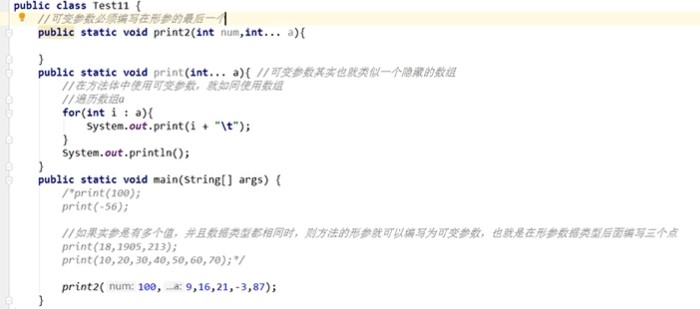 public class Test11 {
//可变参数必须编写在形参的最后一个
public static void print2(int num,int... a){
}
public static void print(int... a){ //可变参数其实也就类似一个隐藏的数组
//在方法体中使用可变参数，就如同使用数组
//遍历数组a
for(int i : a){
System.out.print(i + "\t");
}
System.out.println();
}
public static void main(String[] args) {
/*print(100);
print(-56);
//如果实参是有多个值，并且数据类型都相同时，则方法的形参就可以编写为可变参数，也就是在形参数据类型后面编写三个点
print(18,1905,213);
print(10,20,30,40,50,60,70);*/
print2( num: 100, ...a: 9,16,21,-3,87);
}